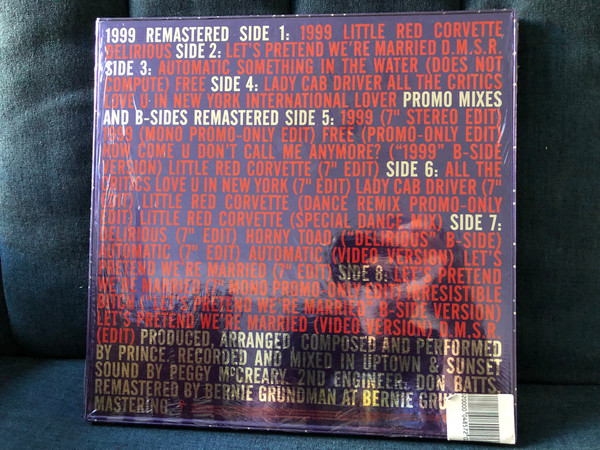 1999 REMASTERED SIDE 1: 1999 LITTLE RED CORVETTE
DELIRIOUS SIDE 2: LET'S PRETEND WE'RE MARRIED D.M.S.R.
SIDE 3: AUTOMATIC SOMETHING IN THE WATER (DOES NOT
COMPUTE) FREE SIDE 4: LADY CAB DRIVER ALL THE CRITICS
LOVE U IN NEW YORK INTERNATIONAL LOVER PROMO MIXES
AND B-SIDES REMASTERED SIDE 5: 1999 (7" STEREO EDIT)
1999 (MONO PROMO-ONLY EDIT) FREE (PROMO-ONLY EDIT)
HOW COME U DON'T CALL ME ANYMORE? ("1999" B-SIDE
VERSION) LITTLE RED CORVETTE (7" EDIT) SIDE 6: ALL THE
CRITICS LOVE U IN NEW YORK (7" EDIT) LADY CAB DRIVER (7"
EDIT) LITTLE RED CORVETTE (DANCE REMIX PROMO-ONLY
EDIT) LITTLE RED CORVETTE (SPECIAL DANCE MIX) SIDE 7:
DELIRIOUS (7" EDIT) HORNY TOAD ("DELIRIOUS" B-SIDE)
AUTOMATIC (7" EDIT) AUTOMATIC (VIDEO VERSION) LET'S
PRETEND WE'RE MARRIED (7" EDIT) SIDE 8: LET'S PRETEND
WE'RE MARRIED (7" MONO PROMO-ONLY EDIT) IRRESISTIBLE
BITCH ("LET'S PRETEND WE'RE MARRIED" B-SIDE VERSION)
LET'S PRETEND WE'RE MARRIED (VIDEO VERSION) D.M.S.R.
(EDIT) PRODUCED, ARRANGED, COMPOSED AND PERFORMED
BY PRINCE. RECORDED AND MIXED IN UPTOWN & SUNSET
SOUND BY PEGGY McCREARY. 2ND ENGINEER: DON BATTS.
REMASTERED BY BERNIE GRUNDMAN AT BERNIE GRU
MASTERING